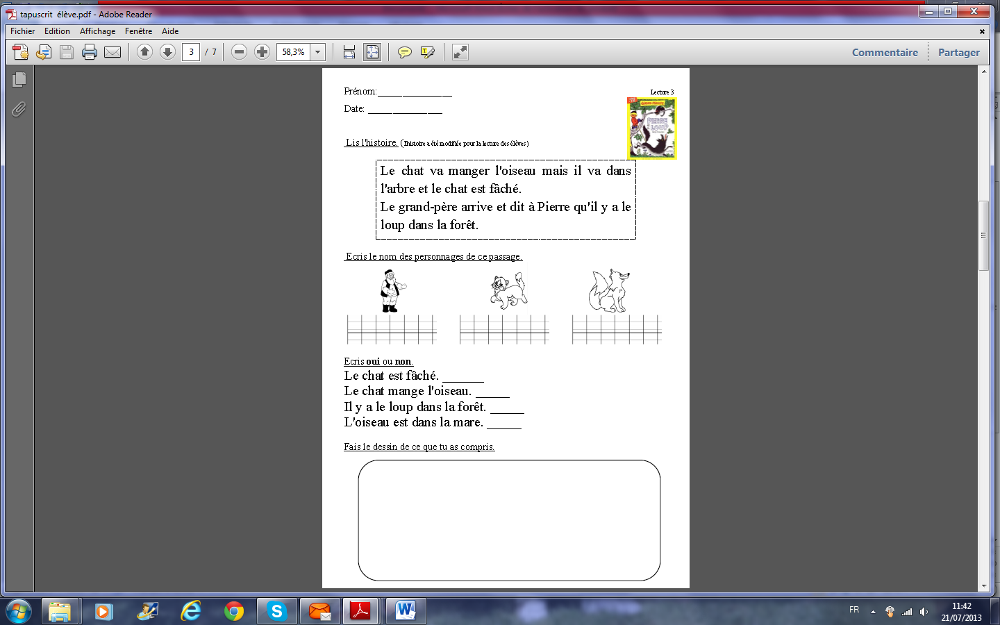 tapuscrit élève.pdf - Adobe Reader
Fichier Edition Affichage Fenêtre Aide
3 / 7 58,3% Commentaire Partager
Prénom:_______________
Lecture 3
Date: _______________
PIERRE
LOUP
Lis l'histoire. (l'histoire a été modifiée pour la lecture des élèves)
Le chat va manger l'oiseau mais il va dans
l'arbre et le chat est fâché.
Le grand-père arrive et dit à Pierre qu'il y a le
loup dans la forêt.
Ecris le nom des personnages de ce passage.
Ecris oui ou non.
Le chat est fâché. ______
Le chat mange l'oiseau. _____
Il y a le loup dans la forêt. _____
L'oiseau est dans la mare. _____
Fais le dessin de ce que tu as compris.
FR
11:42
21/07/2013